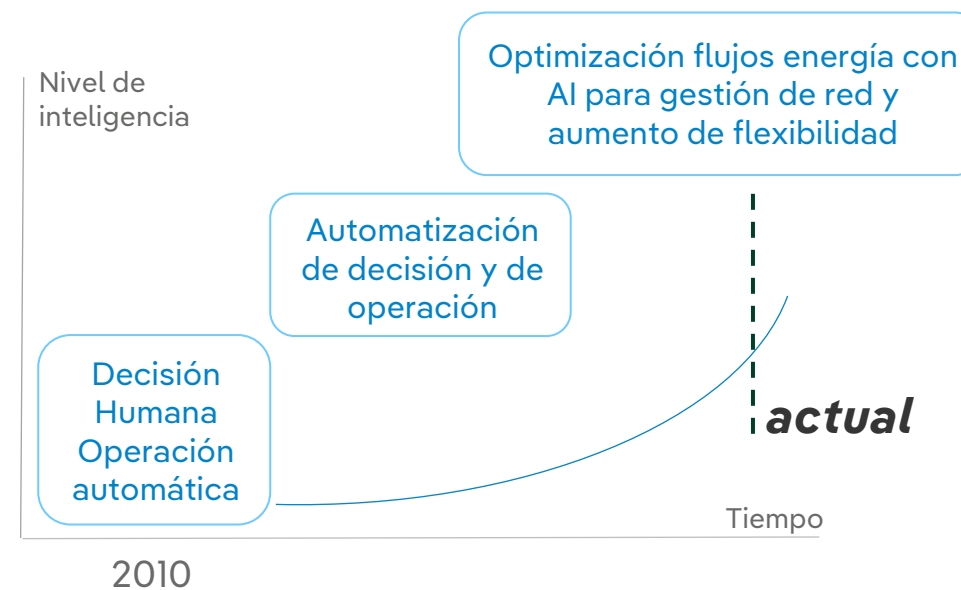 Nivel de
inteligencia
Optimización flujos energía con
AI para gestión de red y
aumento de flexibilidad
Automatización
de decisión y de
operación
Decisión
Humana
Operación
automática
actual
Tiempo
2010